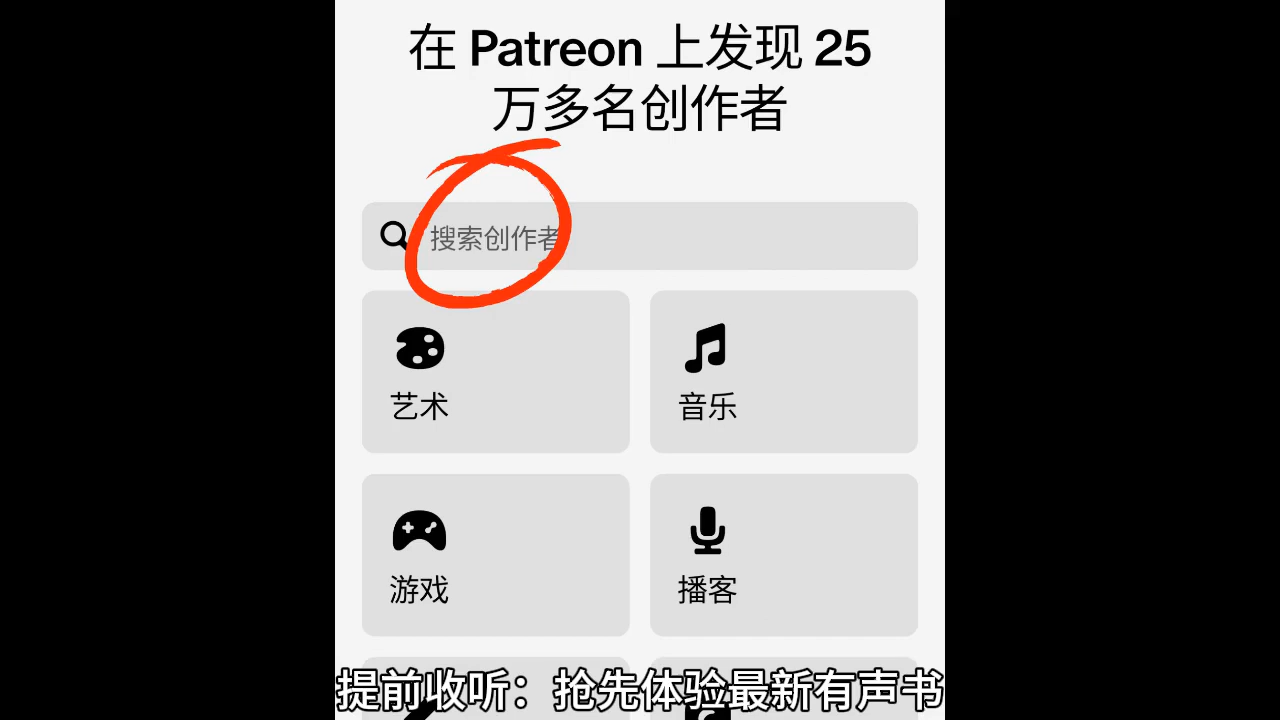 在 Patreon 上发现 25
万多名创作者
搜索创作者
艺术
音乐
游戏
播客
提前收听：抢先体验最新有声书